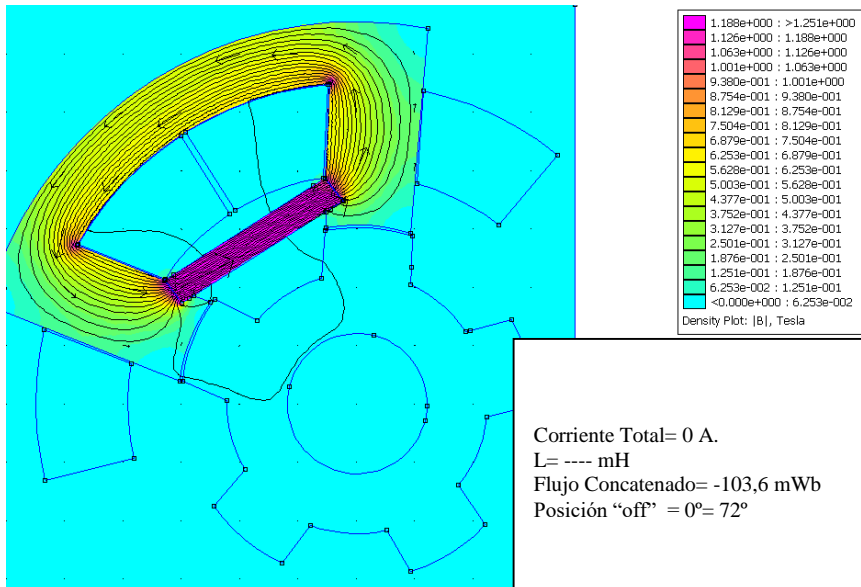 1.188e+000 : >1.251e+000
1.126e+000 : 1.188e+000
1.063e+000 : 1.126e+000
1.001e+000 : 1.063e+000
9.380e-001 : 1.001e+000
8.754e-001 : 9.380e-001
8.129e-001 : 8.754e-001
7.504e-001 : 8.129e-001
6.879e-001 : 7.504e-001
6.253e-001 : 6.879e-001
5.628e-001 : 6.253e-001
5.003e-001 : 5.628e-001
4.377e-001 : 5.003e-001
3.752e-001 : 4.377e-001
3.127e-001 : 3.752e-001
2.501e-001 : 3.127e-001
1.876e-001 : 2.501e-001
1.251e-001 : 1.876e-001
6.253e-002 : 1.251e-001
<0.000e+000 : 6.253e-002
Density Plot: |B|, Tesla
Corriente Total= 0 A.
L= ---- mH
Flujo Concatenado= -103,6 mWb
Posición “off” = 0º= 72º